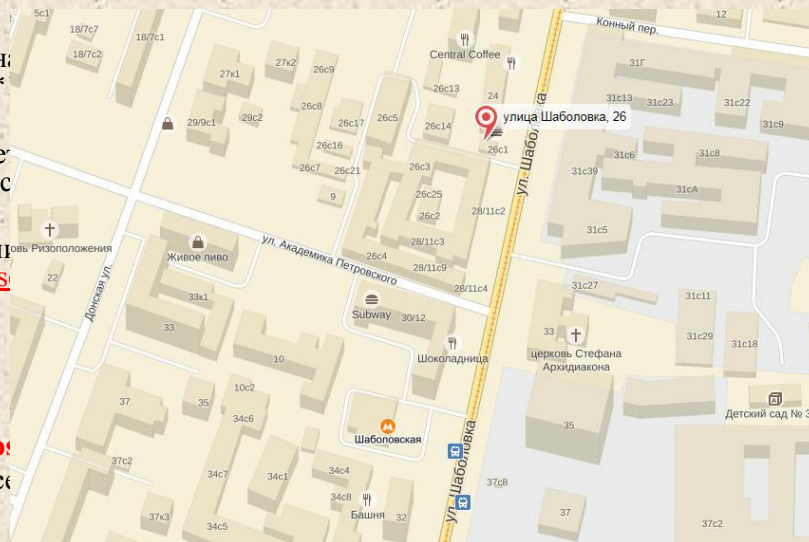 5с1
12
18/7с7
18/7с1
Конный пер.
18/7с2
Central Coffee
27к2
26с9
31Г
27к1
26с13
24
31с13
31с23
31с22
26с8
улица Шаболовка, 26
29/9с1
29с2
26с17
26с5
26с14
31с9
26с16
26с1
31с6
31с8
26с7
26с21
26с3
31с39
9
26с25
31сА
26с2
28/11с2
ул. Шаболовка
31с5
28/11с3
овь Ризоположения
Живое пиво
ул. Академика Петровского
26с4
28/11с9
22
28/11с4
31с27
31с11
Донская ул.
33к1
Subway
30/12
33
33
31с29
31с18
церковь Стефана
Архидиакона
Шоколадница
10
10с2
Детский сад № 3
37
35
34с6
35
Шаболовская
ул. Шаболовка
37с2
34с7
34с1
34с4
37с8
34с8
37к3
34с5
Башня
32
37
37с2